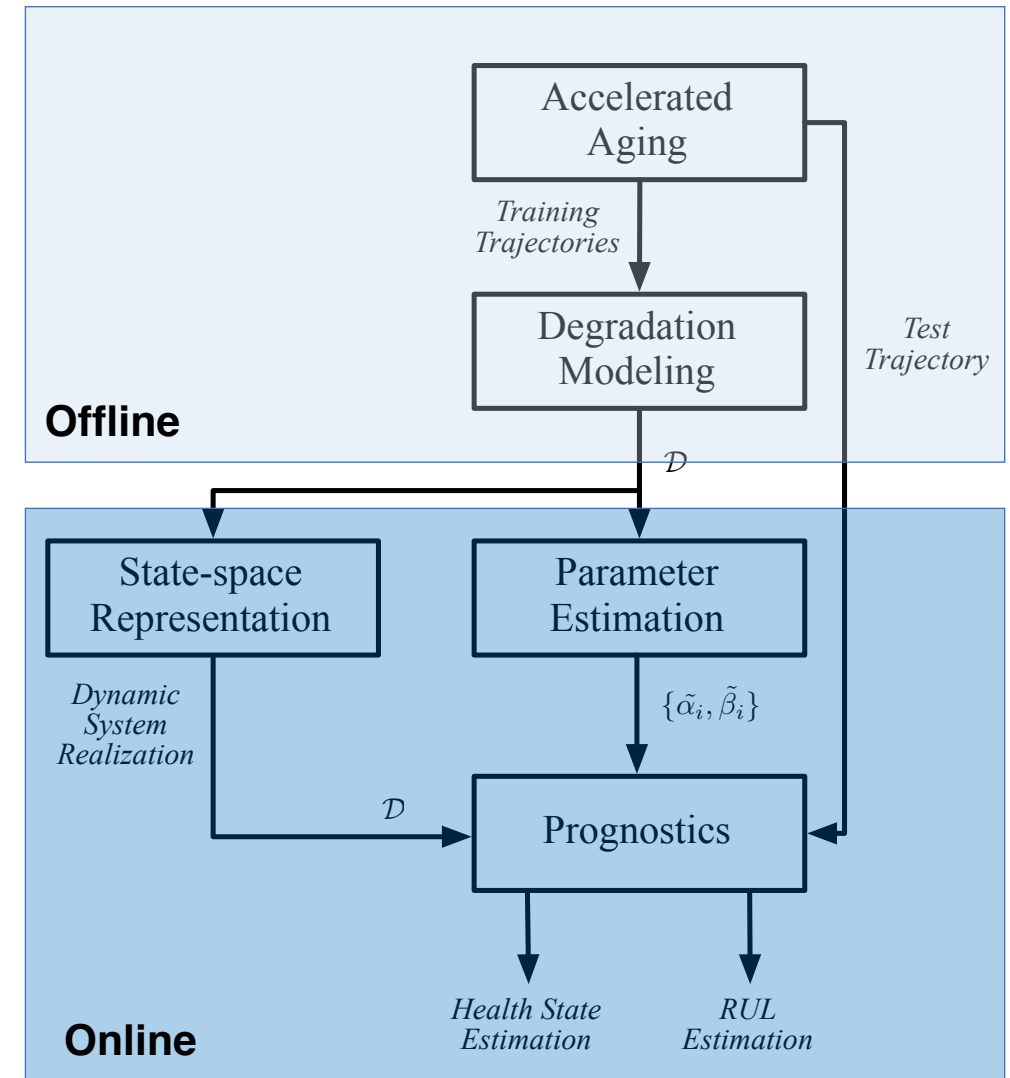 Accelerated
Aging
Training
Trajectories
Degradation
Modeling
Test
Trajectory
Offline
𝒟
State-space
Representation
Parameter
Estimation
Dynamic
System
Realization
{α̃ᵢ, β̃ᵢ}
𝒟
Prognostics
Health State
Estimation
RUL
Estimation
Online